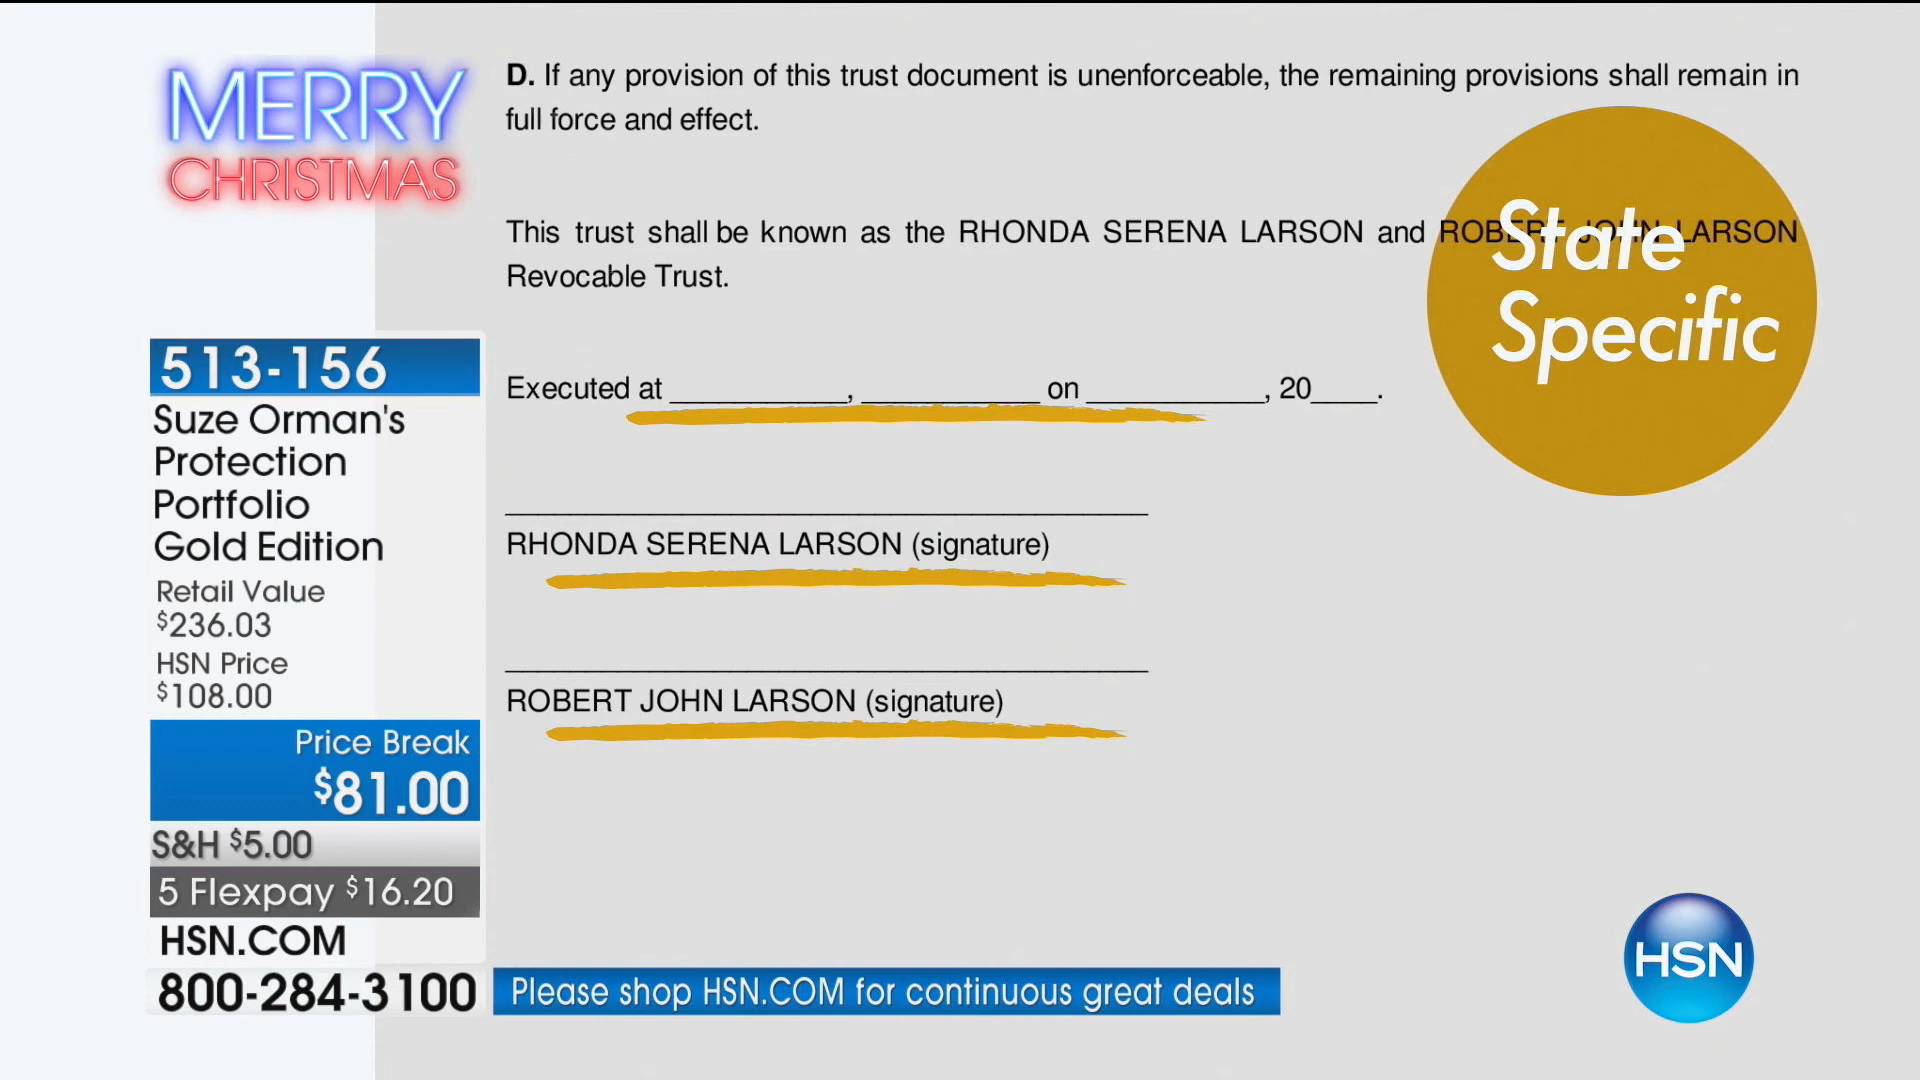 MERRY
CHRISTMAS
D. If any provision of this trust document is unenforceable, the remaining provisions shall remain in
full force and effect.
This trust shall be known as the RHONDA SERENA LARSON and ROBERT JOHN LARSON
Revocable Trust.
State
Specific
Executed at ___________, ___________ on ___________, 20____.
RHONDA SERENA LARSON (signature)
ROBERT JOHN LARSON (signature)
513-156
Suze Orman's
Protection
Portfolio
Gold Edition
Retail Value
$236.03
HSN Price
$108.00
Price Break
$81.00
S&H $5.00
5 Flexpay $16.20
HSN.COM
800-284-3100
Please shop HSN.COM for continuous great deals
HSN